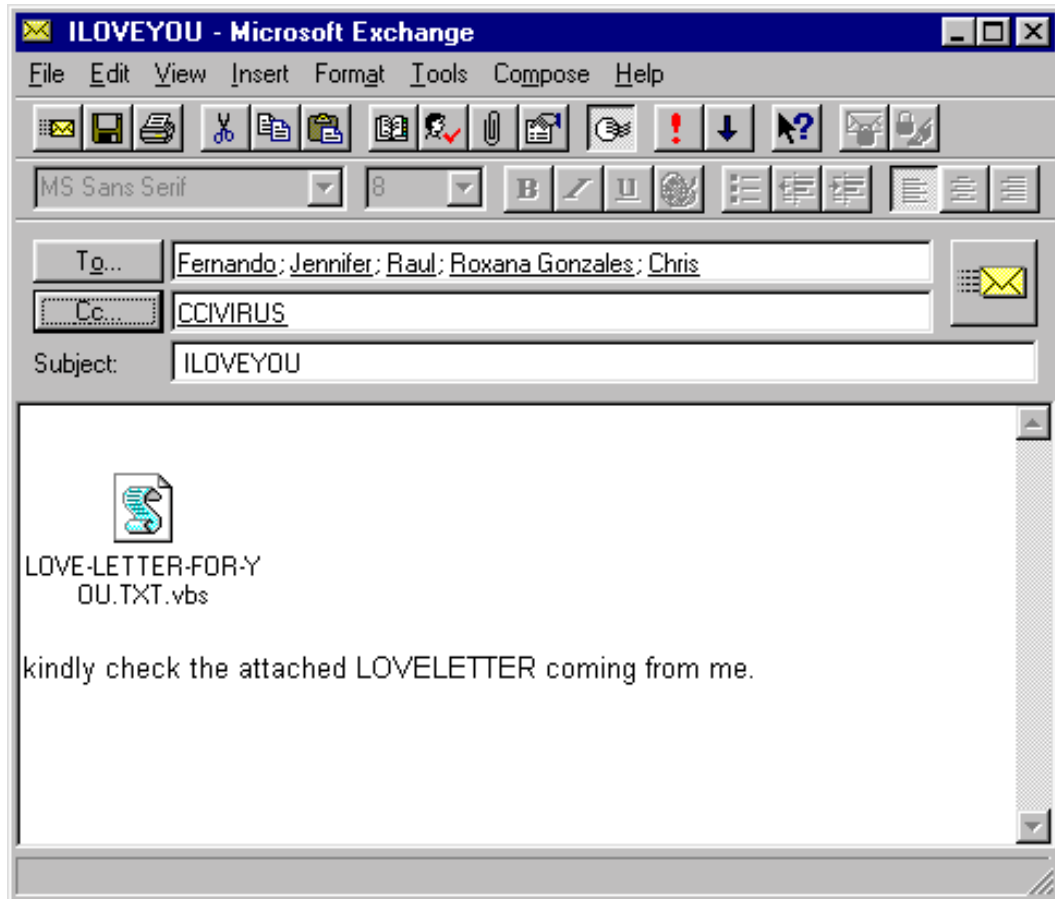 ILOVEYOU - Microsoft Exchange
File Edit View Insert Format Tools Compose Help
MS Sans Serif 8 B I U
To... Fernando; Jennifer; Raul; Roxana Gonzales; Chris
Cc... CCIVIRUS
Subject: ILOVEYOU
LOVE-LETTER-FOR-Y
OU.TXT.vbs
kindly check the attached LOVELETTER coming from me.